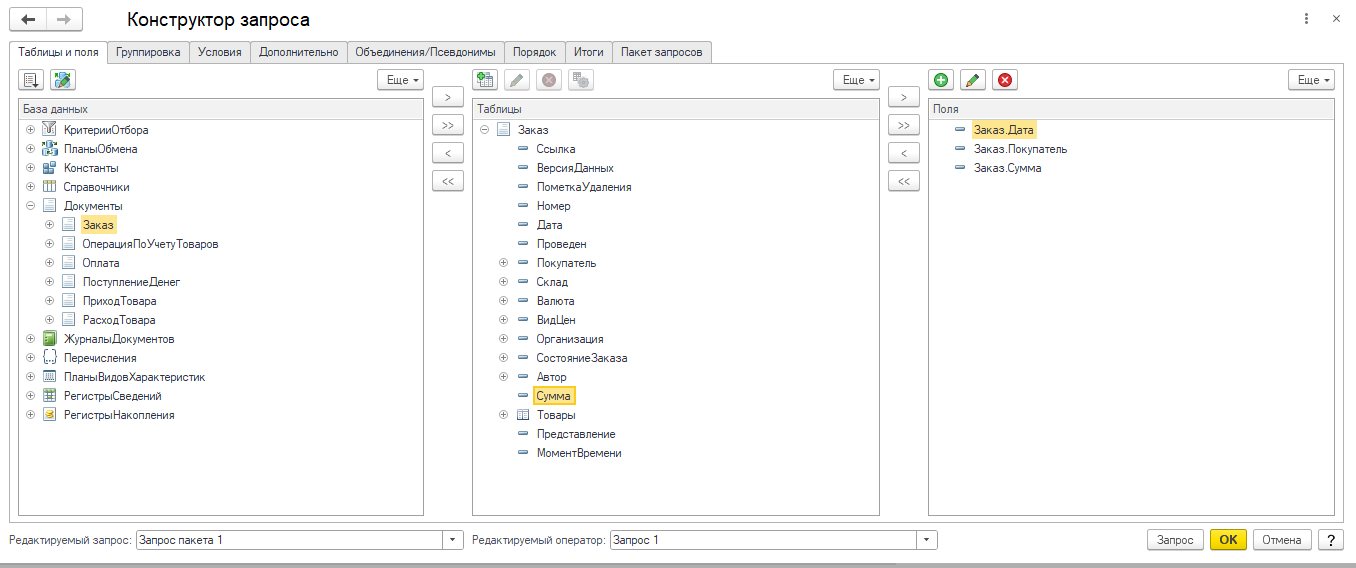 Конструктор запроса
Таблицы и поля Группировка Условия Дополнительно Объединения/Псевдонимы Порядок Итоги Пакет запросов
Еще Еще Еще
База данных
КритерииОтбора
ПланыОбмена
Константы
Справочники
Документы
Заказ
ОперацияПоУчетуТоваров
Оплата
ПоступлениеДенег
ПриходТовара
РасходТовара
ЖурналыДокументов
Перечисления
ПланыВидовХарактеристик
РегистрыСведений
РегистрыНакопления
>
>>
<
<<
Таблицы
Заказ
Ссылка
ВерсияДанных
ПометкаУдаления
Номер
Дата
Проведен
Покупатель
Склад
Валюта
ВидЦен
Организация
СостояниеЗаказа
Автор
Сумма
Товары
Представление
МоментВремени
>
>>
<
<<
Поля
Заказ.Дата
Заказ.Покупатель
Заказ.Сумма
Редактируемый запрос: Запрос пакета 1 Редактируемый оператор: Запрос 1 Запрос ОК Отмена ?